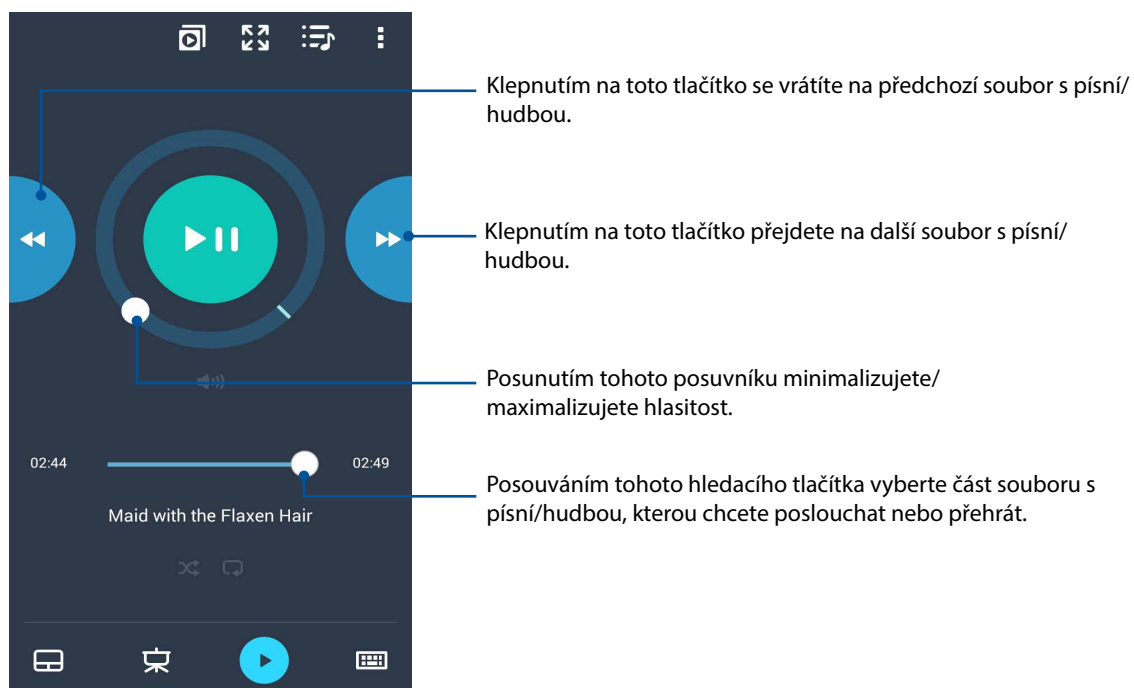 Klepnutím na toto tlačítko se vrátíte na předchozí soubor s písní/
hudbou.
Klepnutím na toto tlačítko přejdete na další soubor s písní/
hudbou.
Posunutím tohoto posuvníku minimalizujete/
maximalizujete hlasitost.
02:44
02:49
Posouváním tohoto hledacího tlačítka vyberte část souboru s
písní/hudbou, kterou chcete poslouchat nebo přehrát.
Maid with the Flaxen Hair